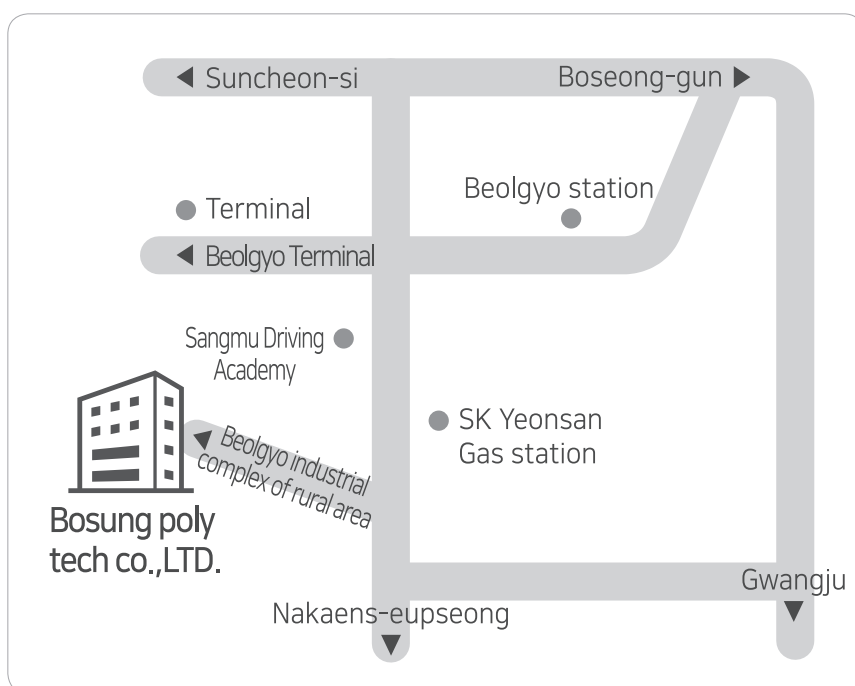 Suncheon-si
Boseong-gun
Beolgyo station
Terminal
Beolgyo Terminal
Sangmu Driving
Academy
SK Yeonsan
Gas station
Beolgyo industrial
complex of rural area
Bosung poly
tech co.,LTD.
Gwangju
Nakaens-eupseong